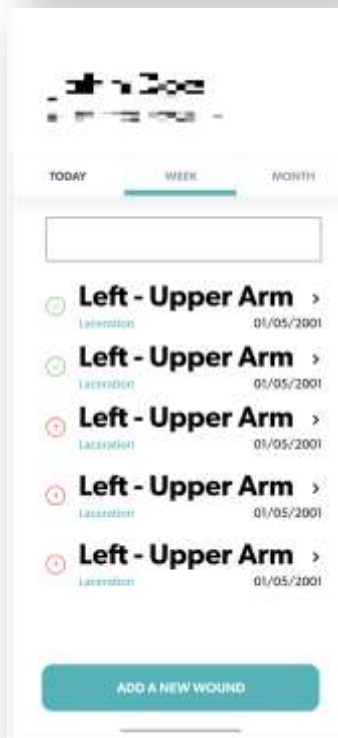 TODAY WEEK MONTH
Left - Upper Arm >
Laceration 01/05/2001
Left - Upper Arm >
Laceration 01/05/2001
Left - Upper Arm >
Laceration 01/05/2001
Left - Upper Arm >
Laceration 01/05/2001
Left - Upper Arm >
Laceration 01/05/2001
ADD A NEW WOUND